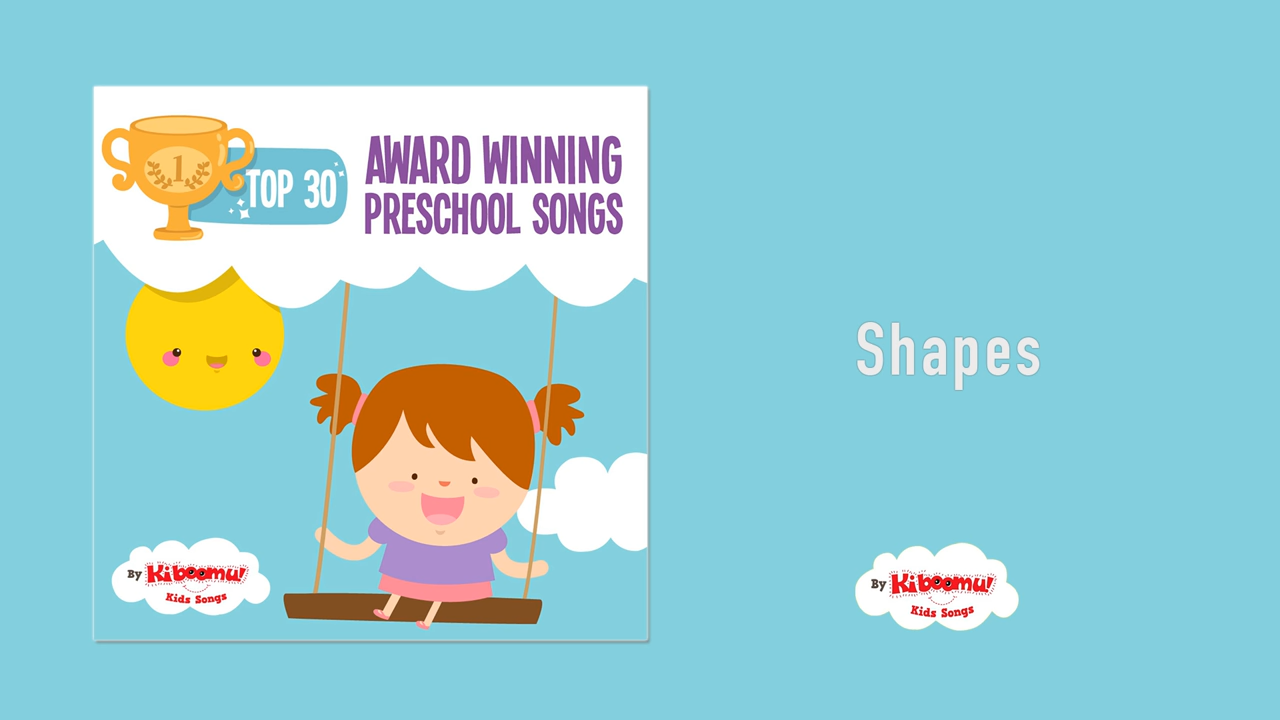 1
TOP 30
AWARD WINNING
PRESCHOOL SONGS
By Kiboomu!
Kids Songs
Shapes
By Kiboomu!
Kids Songs